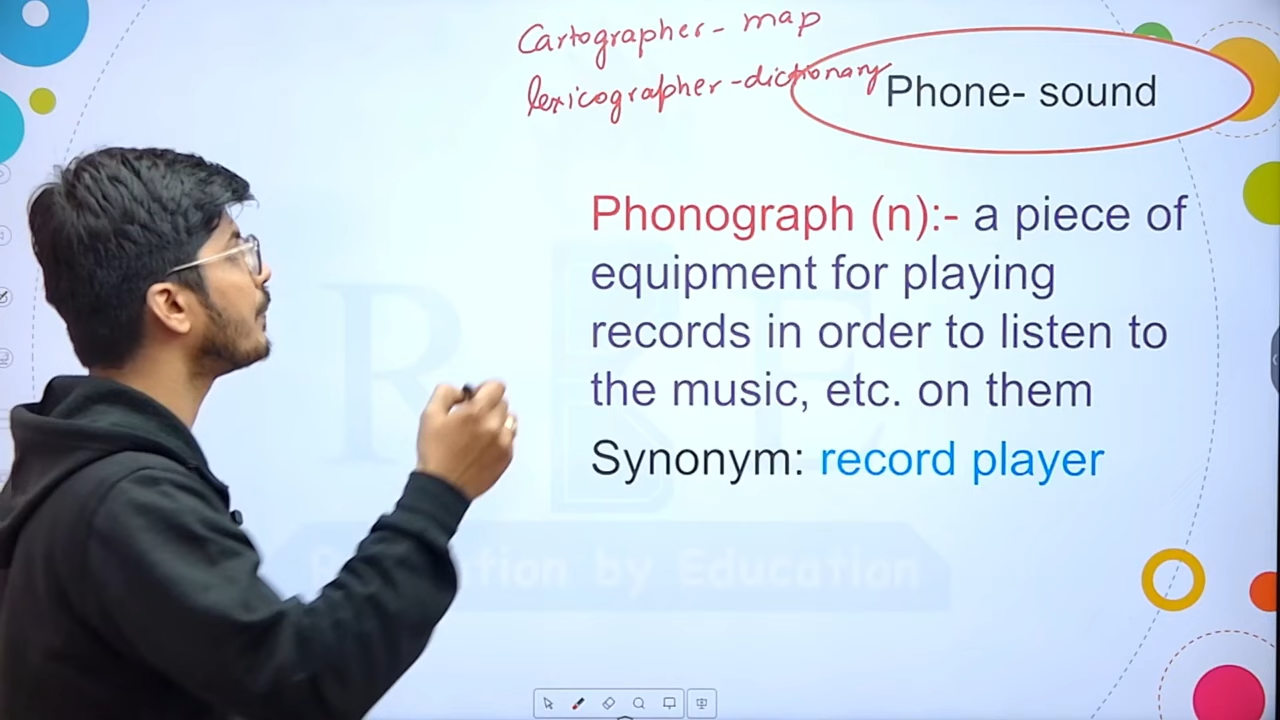 Cartographer - map
lexicographer - dictionary
Phone- sound
Phonograph (n):- a piece of
equipment for playing
records in order to listen to
the music, etc. on them
Synonym: record player
R B E
by Education